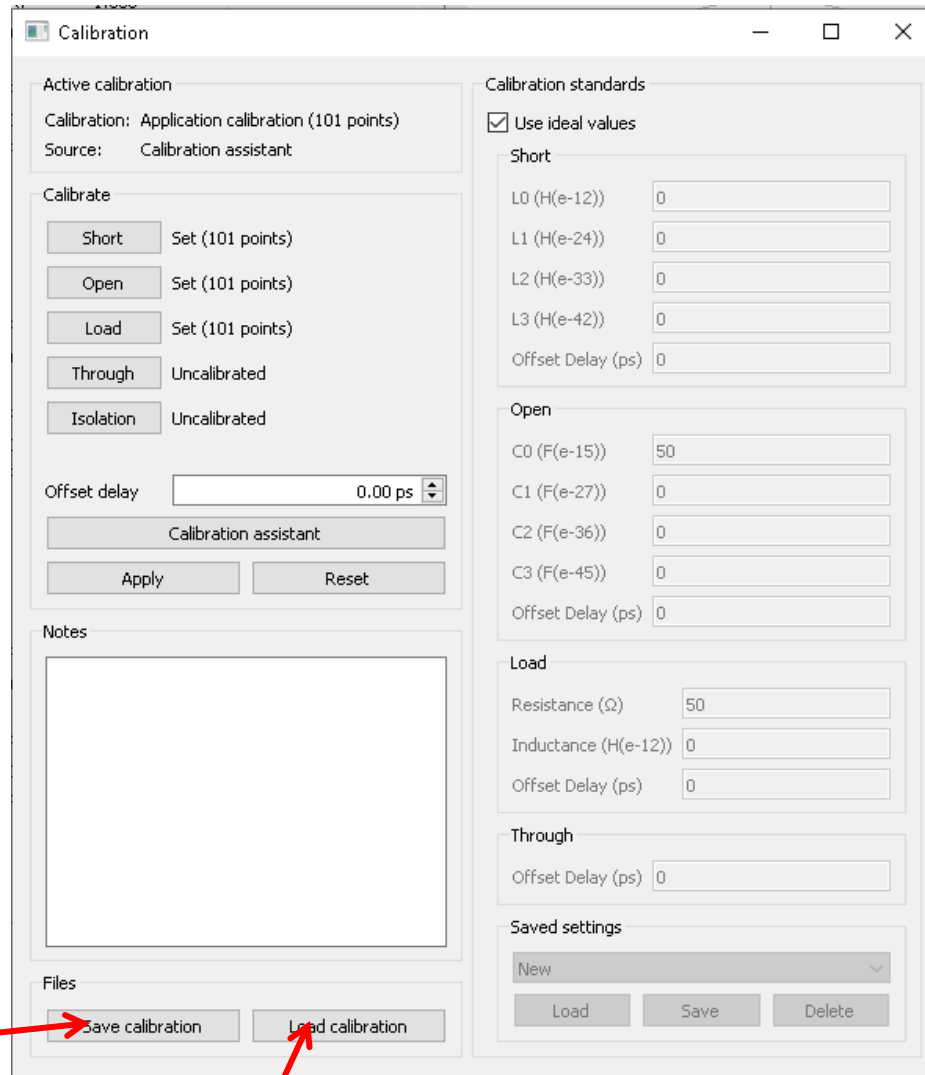 Calibration
Active calibration
Calibration: Application calibration (101 points)
Source: Calibration assistant
Calibrate
Short Set (101 points)
Open Set (101 points)
Load Set (101 points)
Through Uncalibrated
Isolation Uncalibrated
Offset delay 0.00 ps
Calibration assistant
Apply Reset
Notes
Files
Save calibration Load calibration
Calibration standards
Use ideal values
Short
L0 (H(e-12)) 0
L1 (H(e-24)) 0
L2 (H(e-33)) 0
L3 (H(e-42)) 0
Offset Delay (ps) 0
Open
C0 (F(e-15)) 50
C1 (F(e-27)) 0
C2 (F(e-36)) 0
C3 (F(e-45)) 0
Offset Delay (ps) 0
Load
Resistance (Ω) 50
Inductance (H(e-12)) 0
Offset Delay (ps) 0
Through
Offset Delay (ps) 0
Saved settings
New
Load Save Delete